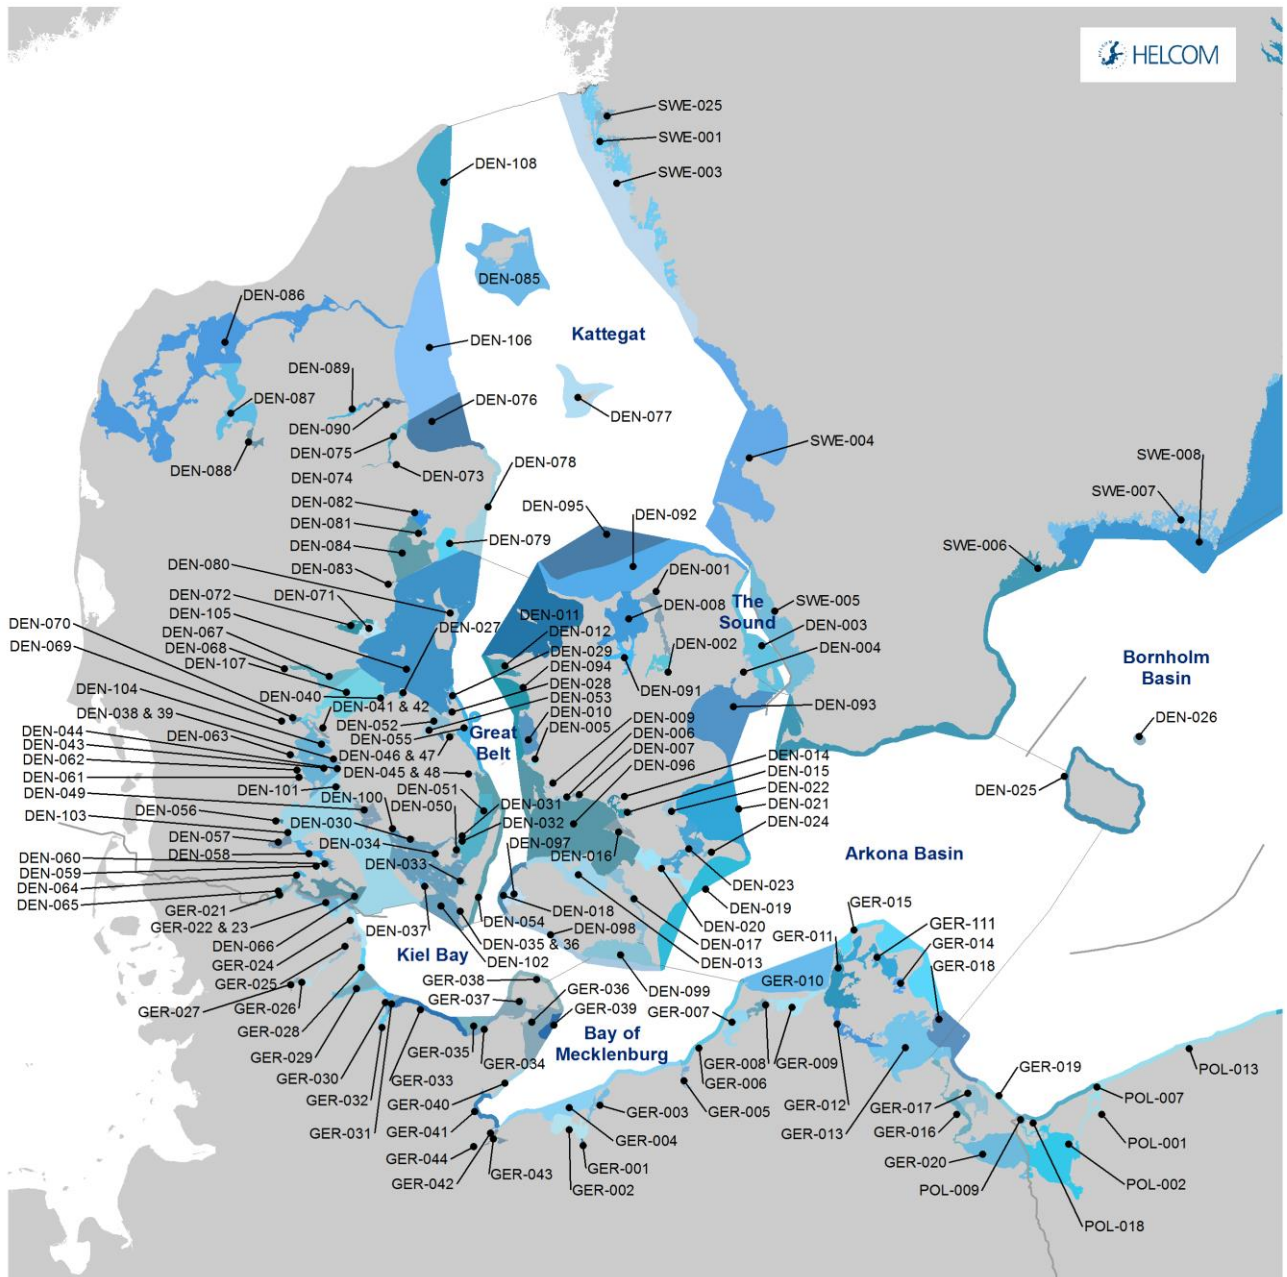 HELCOM
SWE-025
SWE-001
SWE-003
DEN-108
DEN-085
Kattegat
DEN-086
DEN-106
DEN-089
DEN-087
DEN-076
DEN-077
DEN-090
DEN-075
DEN-088
DEN-074
DEN-073
DEN-078
SWE-004
SWE-008
SWE-007
DEN-082
DEN-081
DEN-084
DEN-083
DEN-079
DEN-095
DEN-092
SWE-006
DEN-080
DEN-072
DEN-071
DEN-105
DEN-070
DEN-067
DEN-069
DEN-068
DEN-107
DEN-027
DEN-011
DEN-012
DEN-029
DEN-094
DEN-028
DEN-053
DEN-010
DEN-005
DEN-001
DEN-008
DEN-002
DEN-091
The
Sound
SWE-005
DEN-003
DEN-004
DEN-093
Bornholm
Basin
DEN-026
DEN-025
DEN-104
DEN-040
DEN-041 & 42
DEN-038 & 39
DEN-052
DEN-055
Great
Belt
DEN-044
DEN-043
DEN-063
DEN-046 & 47
DEN-062
DEN-045 & 48
DEN-061
DEN-101
DEN-051
DEN-049
DEN-100
DEN-050
DEN-009
DEN-006
DEN-007
DEN-096
DEN-014
DEN-015
DEN-022
DEN-021
DEN-024
DEN-056
DEN-030
DEN-031
DEN-103
DEN-032
DEN-057
DEN-034
DEN-097
DEN-016
DEN-058
DEN-033
DEN-060
DEN-059
DEN-064
DEN-065
DEN-023
DEN-019
DEN-020
DEN-017
DEN-013
DEN-018
DEN-098
DEN-054
DEN-035 & 36
DEN-102
DEN-037
DEN-099
Arkona Basin
GER-021
GER-022 & 23
DEN-066
GER-024
Kiel Bay
GER-025
GER-027
GER-026
GER-028
GER-029
GER-030
GER-032
GER-031
GER-033
GER-038
GER-037
GER-036
GER-039
GER-035
GER-034
Bay of
Mecklenburg
GER-040
GER-041
GER-044
GER-042
GER-043
GER-015
GER-011
GER-111
GER-014
GER-018
GER-010
GER-007
GER-008
GER-009
GER-006
GER-005
GER-003
GER-004
GER-001
GER-002
GER-012
GER-013
GER-017
GER-016
GER-020
GER-019
POL-013
POL-007
POL-001
POL-002
POL-009
POL-018